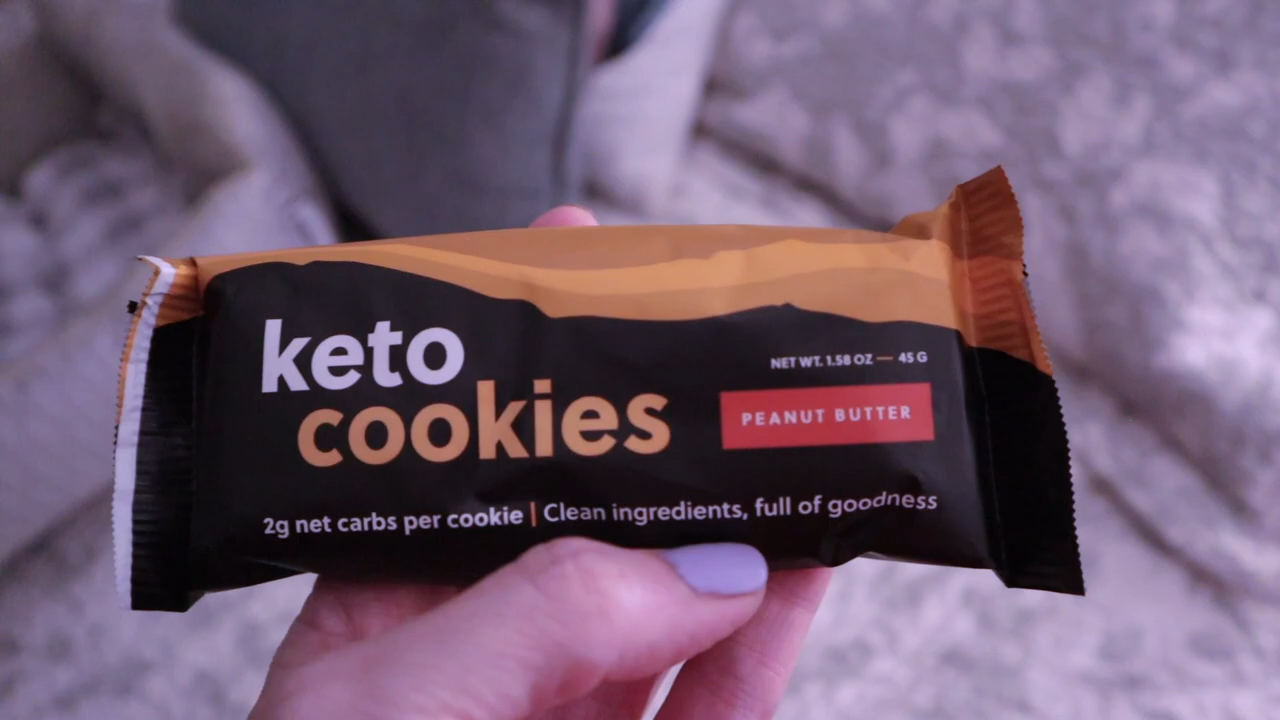 keto
cookies
NET WT. 1.58 OZ — 45 G
PEANUT BUTTER
2g net carbs per cookie | Clean ingredients, full of goodness